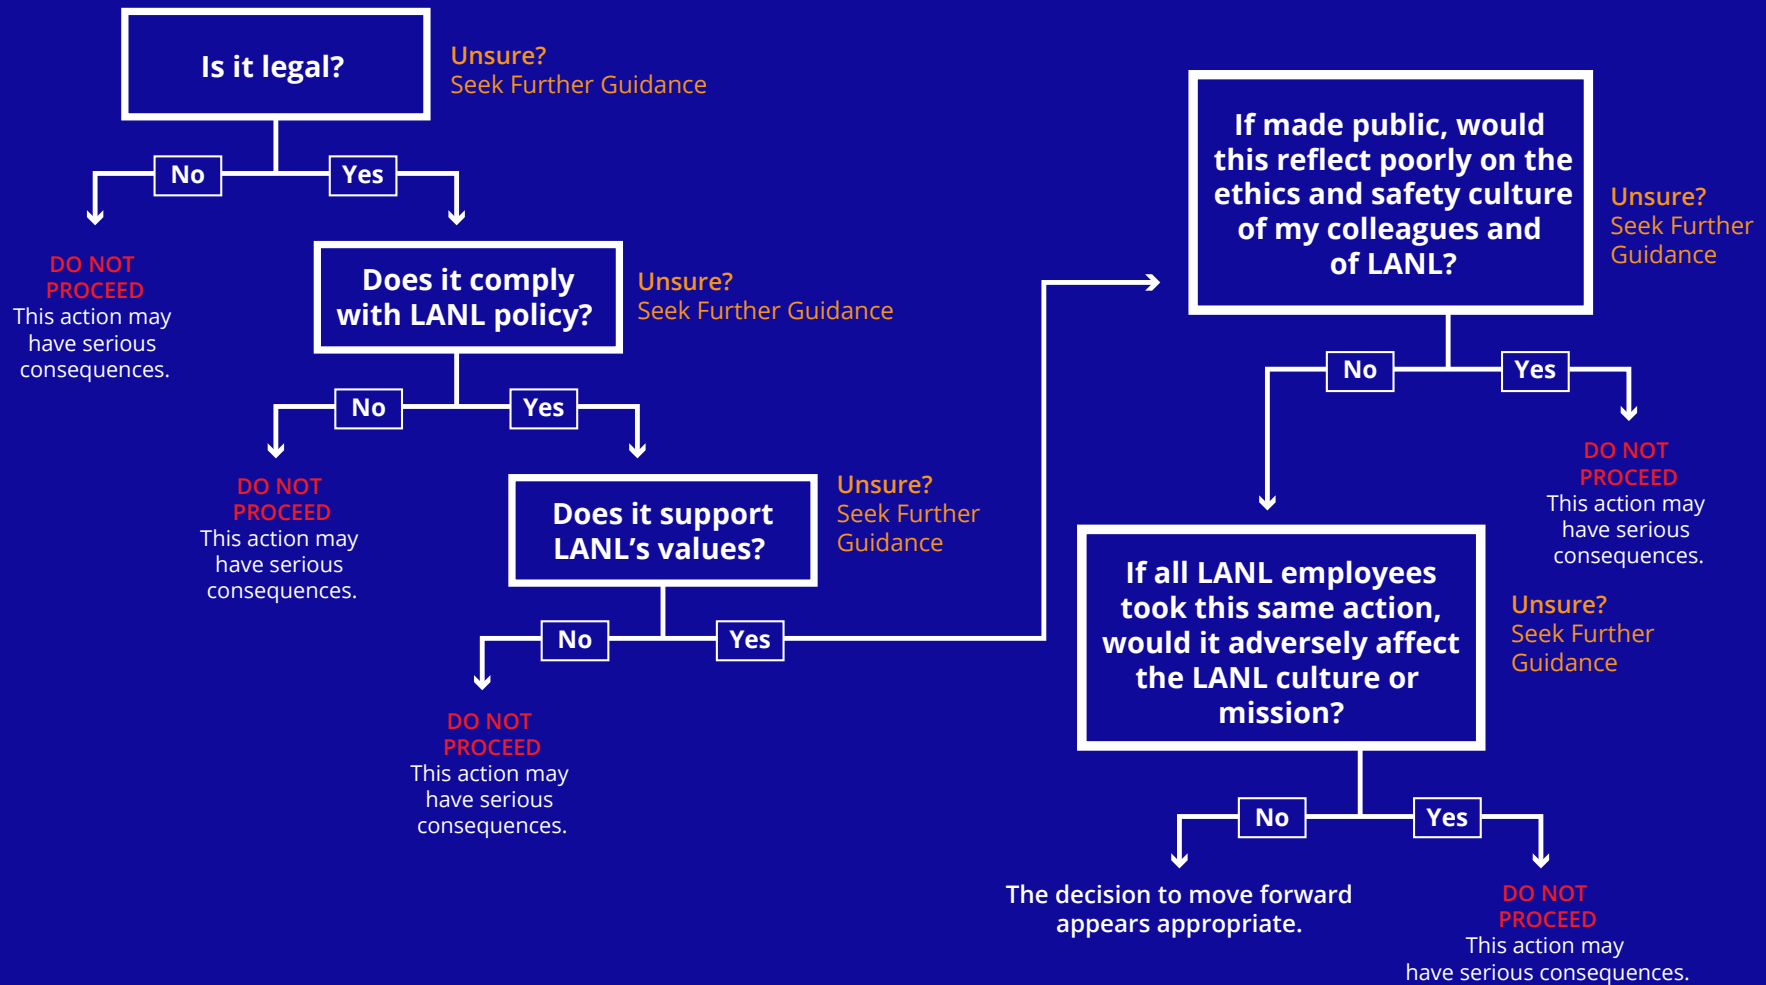 Is it legal?
Unsure?
Seek Further Guidance
No
Yes
DO NOT
PROCEED
This action may
have serious
consequences.
Does it comply
with LANL policy?
Unsure?
Seek Further Guidance
No
Yes
DO NOT
PROCEED
This action may
have serious
consequences.
Does it support
LANL’s values?
Unsure?
Seek Further
Guidance
No
Yes
DO NOT
PROCEED
This action may
have serious
consequences.
If made public, would
this reflect poorly on the
ethics and safety culture
of my colleagues and
of LANL?
Unsure?
Seek Further
Guidance
No
Yes
DO NOT
PROCEED
This action may
have serious
consequences.
If all LANL employees
took this same action,
would it adversely affect
the LANL culture or
mission?
Unsure?
Seek Further
Guidance
No
Yes
The decision to move forward
appears appropriate.
DO NOT
PROCEED
This action may
have serious consequences.